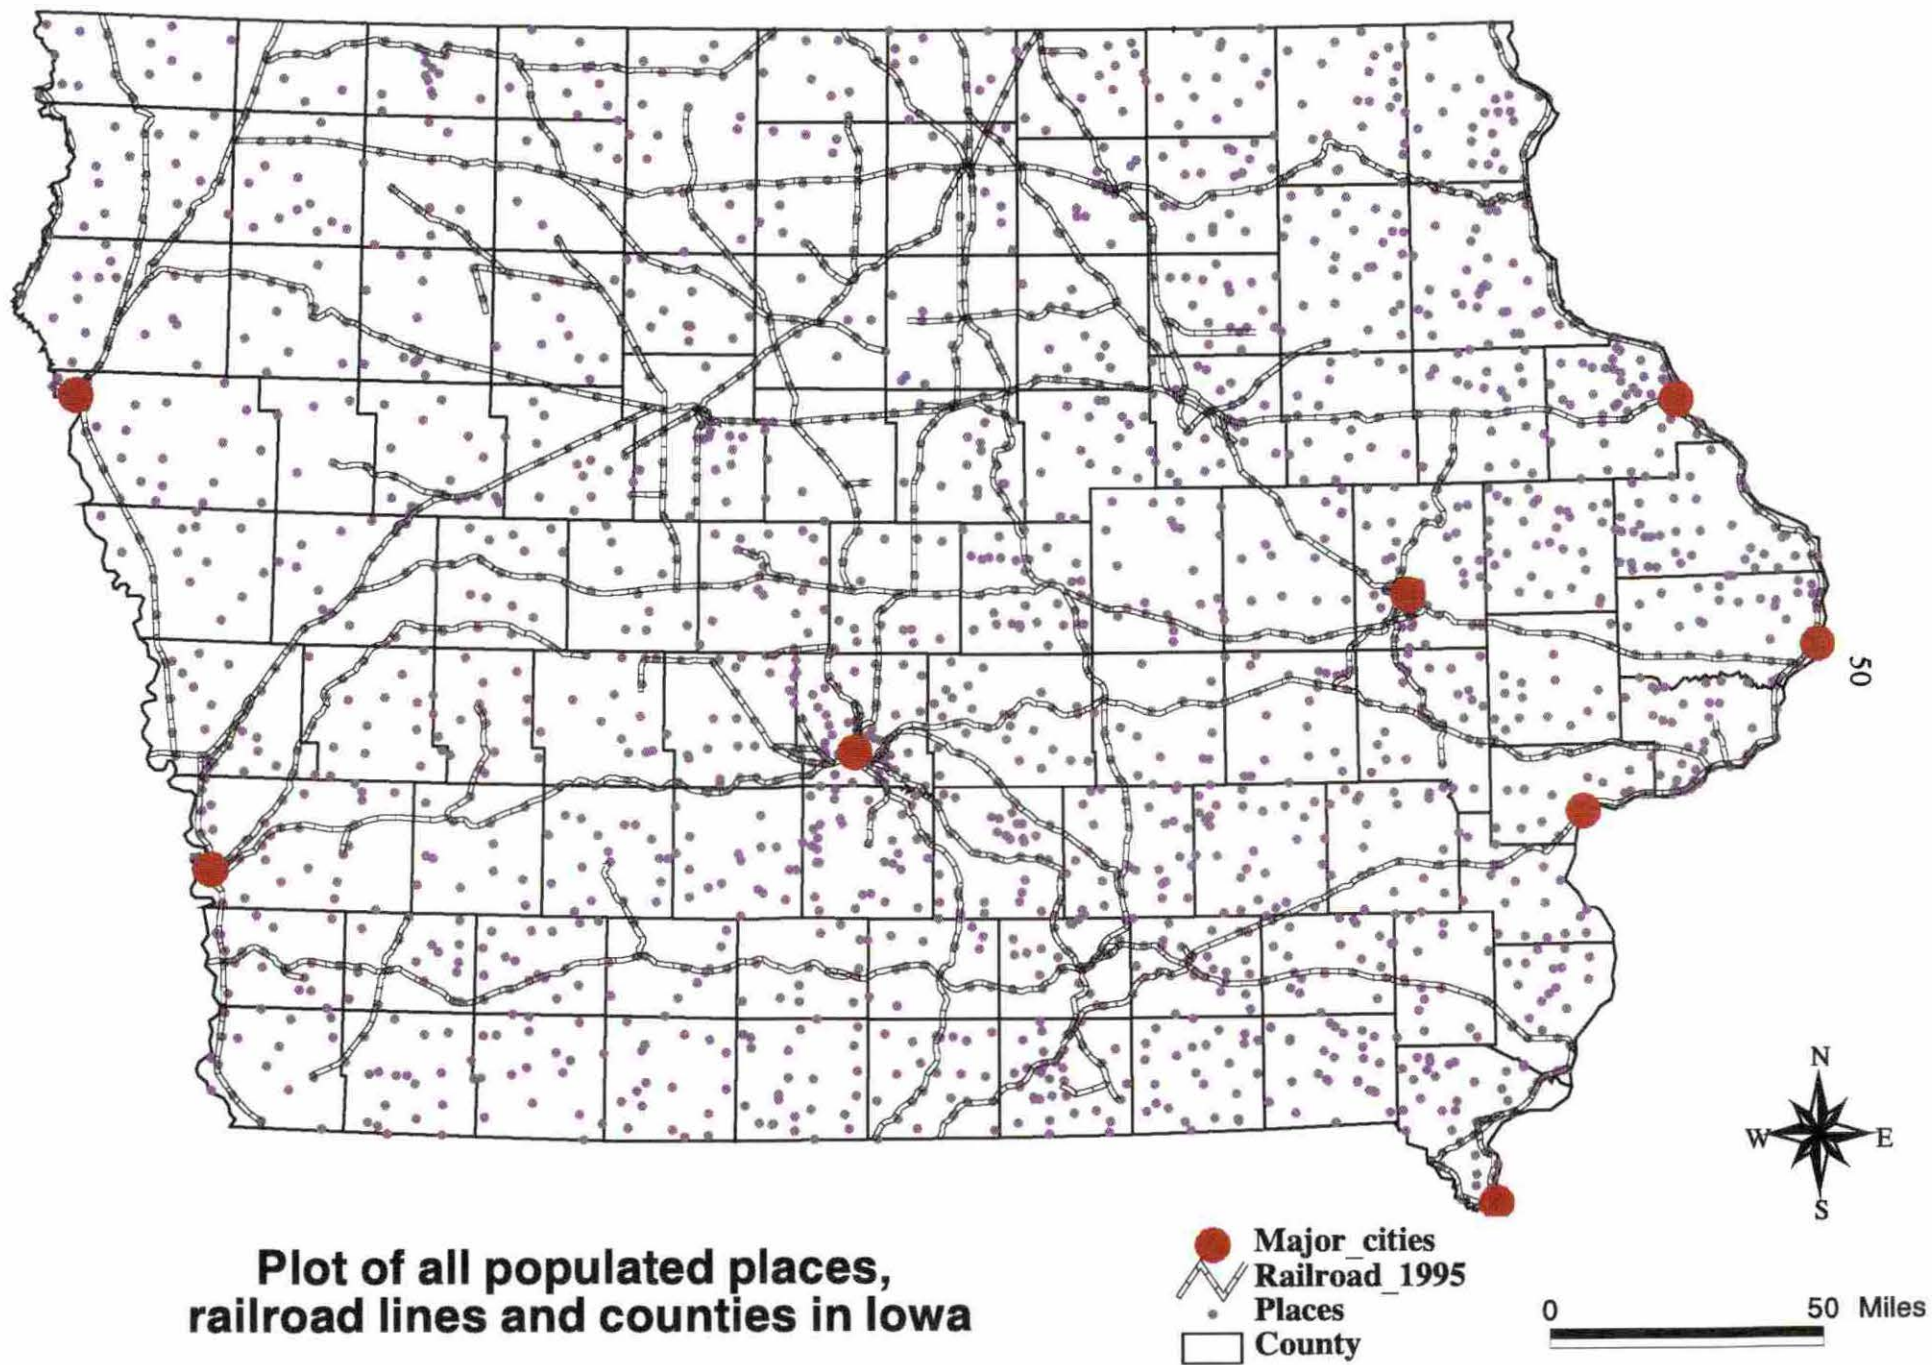 50
N
W
E
S
Plot of all populated places,
railroad lines and counties in Iowa
Major_cities
Railroad_1995
Places
County
0 50 Miles